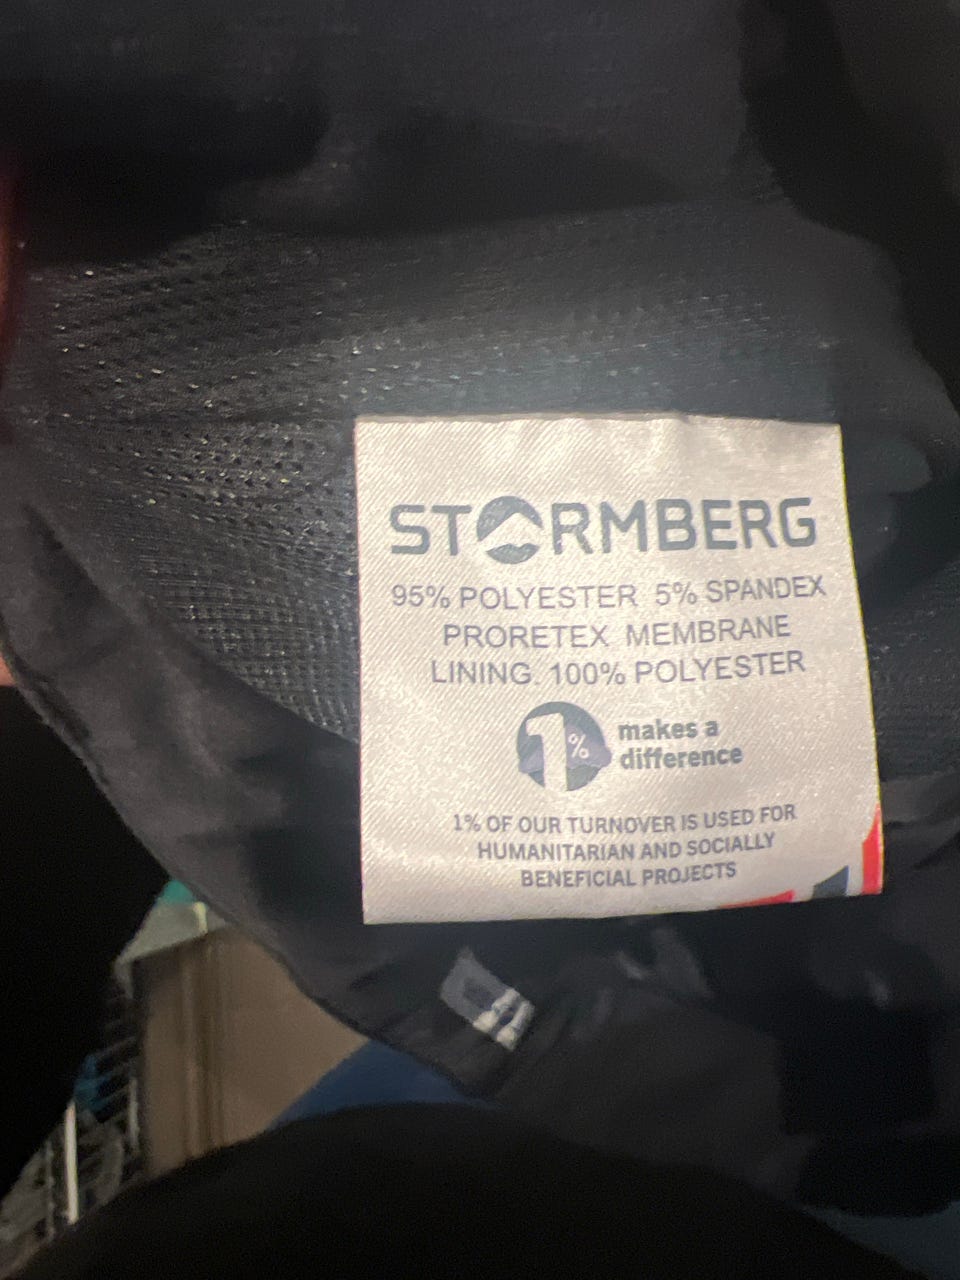 STORMBERG
95% POLYESTER 5% SPANDEX
PRORETEX MEMBRANE
LINING. 100% POLYESTER
1% makes a
difference
1% OF OUR TURNOVER IS USED FOR
HUMANITARIAN AND SOCIALLY
BENEFICIAL PROJECTS